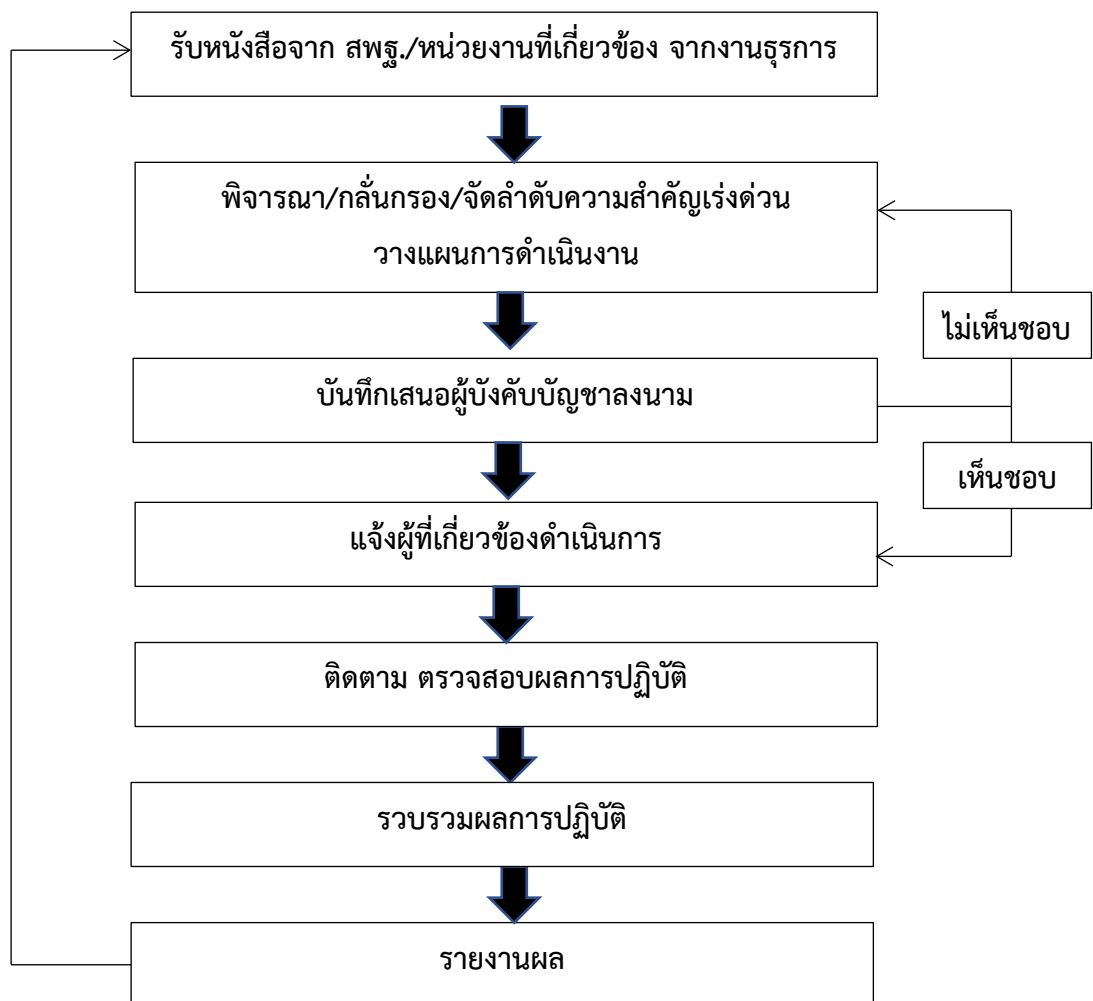 รับหนังสือจาก สพฐ./หน่วยงานที่เกี่ยวข้อง จากงานธุรการ
พิจารณา/กลั่นกรอง/จัดลำดับความสำคัญเร่งด่วน
วางแผนการดำเนินงาน
ไม่เห็นชอบ
บันทึกเสนอผู้บังคับบัญชาลงนาม
เห็นชอบ
แจ้งผู้ที่เกี่ยวข้องดำเนินการ
ติดตาม ตรวจสอบผลการปฏิบัติ
รวบรวมผลการปฏิบัติ
รายงานผล